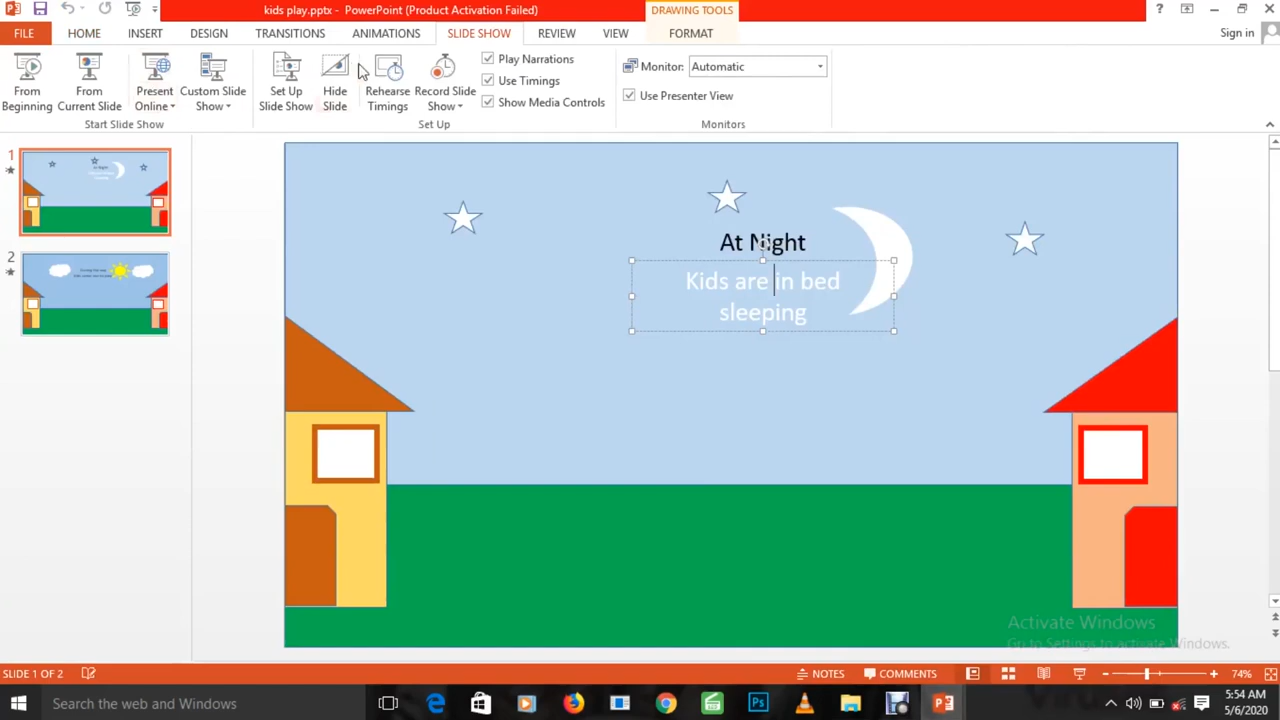 kids play.pptx - PowerPoint (Product Activation Failed)
DRAWING TOOLS
?
FILE
HOME
INSERT
DESIGN
TRANSITIONS
ANIMATIONS
SLIDE SHOW
REVIEW
VIEW
FORMAT
Sign in
From Beginning
From Current Slide
Present Online
Custom Slide Show
Start Slide Show
Set Up Slide Show
Hide Slide
Rehearse Timings
Record Slide Show
Play Narrations
Use Timings
Show Media Controls
Set Up
Monitor: Automatic
Use Presenter View
Monitors
1
2
At Night
Kids are in bed
sleeping
Activate Windows
Go to Settings to activate Windows.
SLIDE 1 OF 2
NOTES
COMMENTS
74%
Search the web and Windows
Ps
5:54 AM
5/6/2020